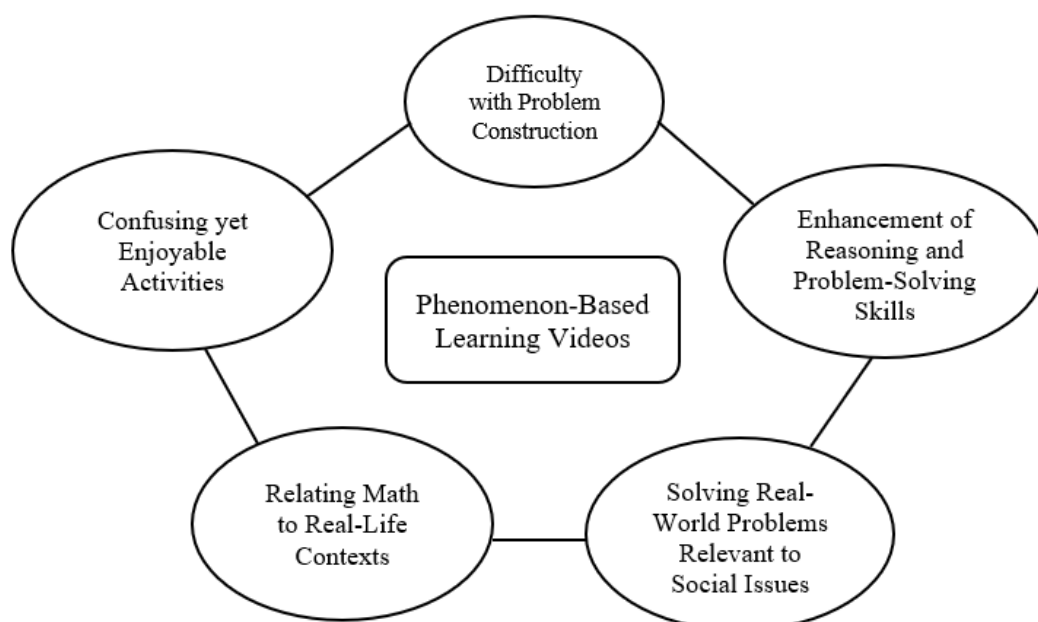 Difficulty
with Problem
Construction
Confusing yet
Enjoyable
Activities
Enhancement of
Reasoning and
Problem-Solving
Skills
Phenomenon-Based
Learning Videos
Relating Math
to Real-Life
Contexts
Solving Real-
World Problems
Relevant to
Social Issues